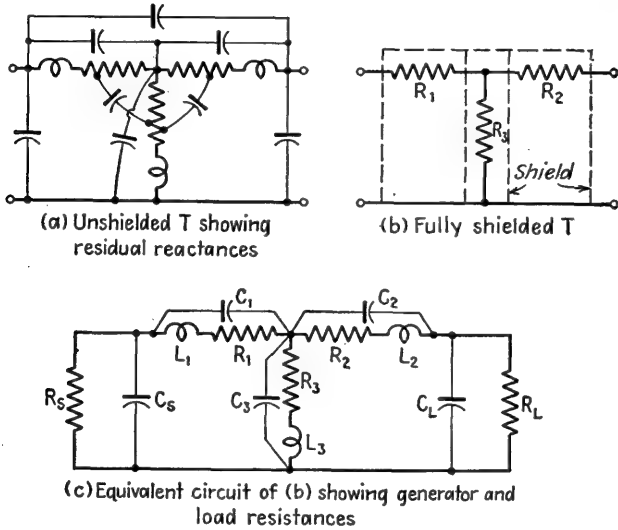 R₁
R₂
R₃
Shield
(a) Unshielded T showing
residual reactances
(b) Fully shielded T
C₁
C₂
L₁
R₁
R₂
L₂
R₃
Rs
Cs
C₃
CL
RL
L₃
(c) Equivalent circuit of (b) showing generator and
load resistances